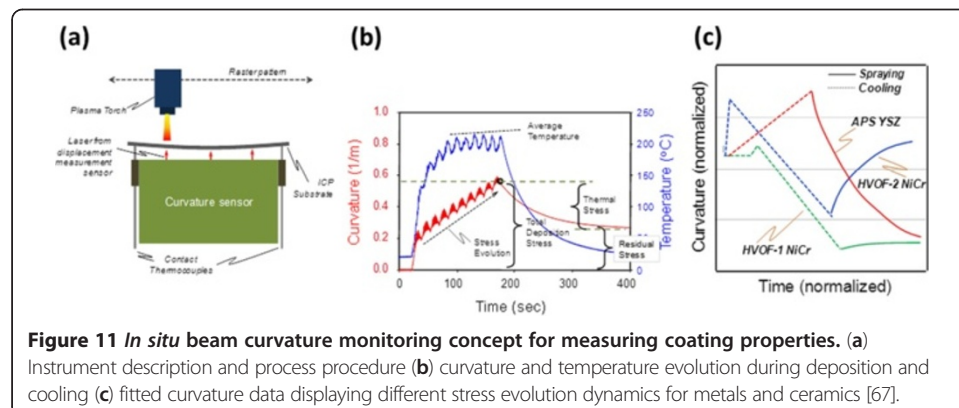 (a)
Raster pattern
Plasma Torch
Laser from
displacement
measurement
sensor
ICP
Substrate
Curvature sensor
Contact
Thermocouples
(b)
Curvature (1/m)
1.0
0.8
0.6
0.4
0.2
0.0
Average
Temperature
Thermal
Stress
Total
Deposition
Stress
Stress
Evolution
Residual
Stress
250
200
150
100
50
0
Temperature (°C)
0 100 200 300 400
Time (sec)
(c)
Curvature (normalized)
Spraying
Cooling
APS YSZ
HVOF-2 NiCr
HVOF-1 NiCr
Time (normalized)
Figure 11 In situ beam curvature monitoring concept for measuring coating properties. (a)
Instrument description and process procedure (b) curvature and temperature evolution during deposition and
cooling (c) fitted curvature data displaying different stress evolution dynamics for metals and ceramics [67].